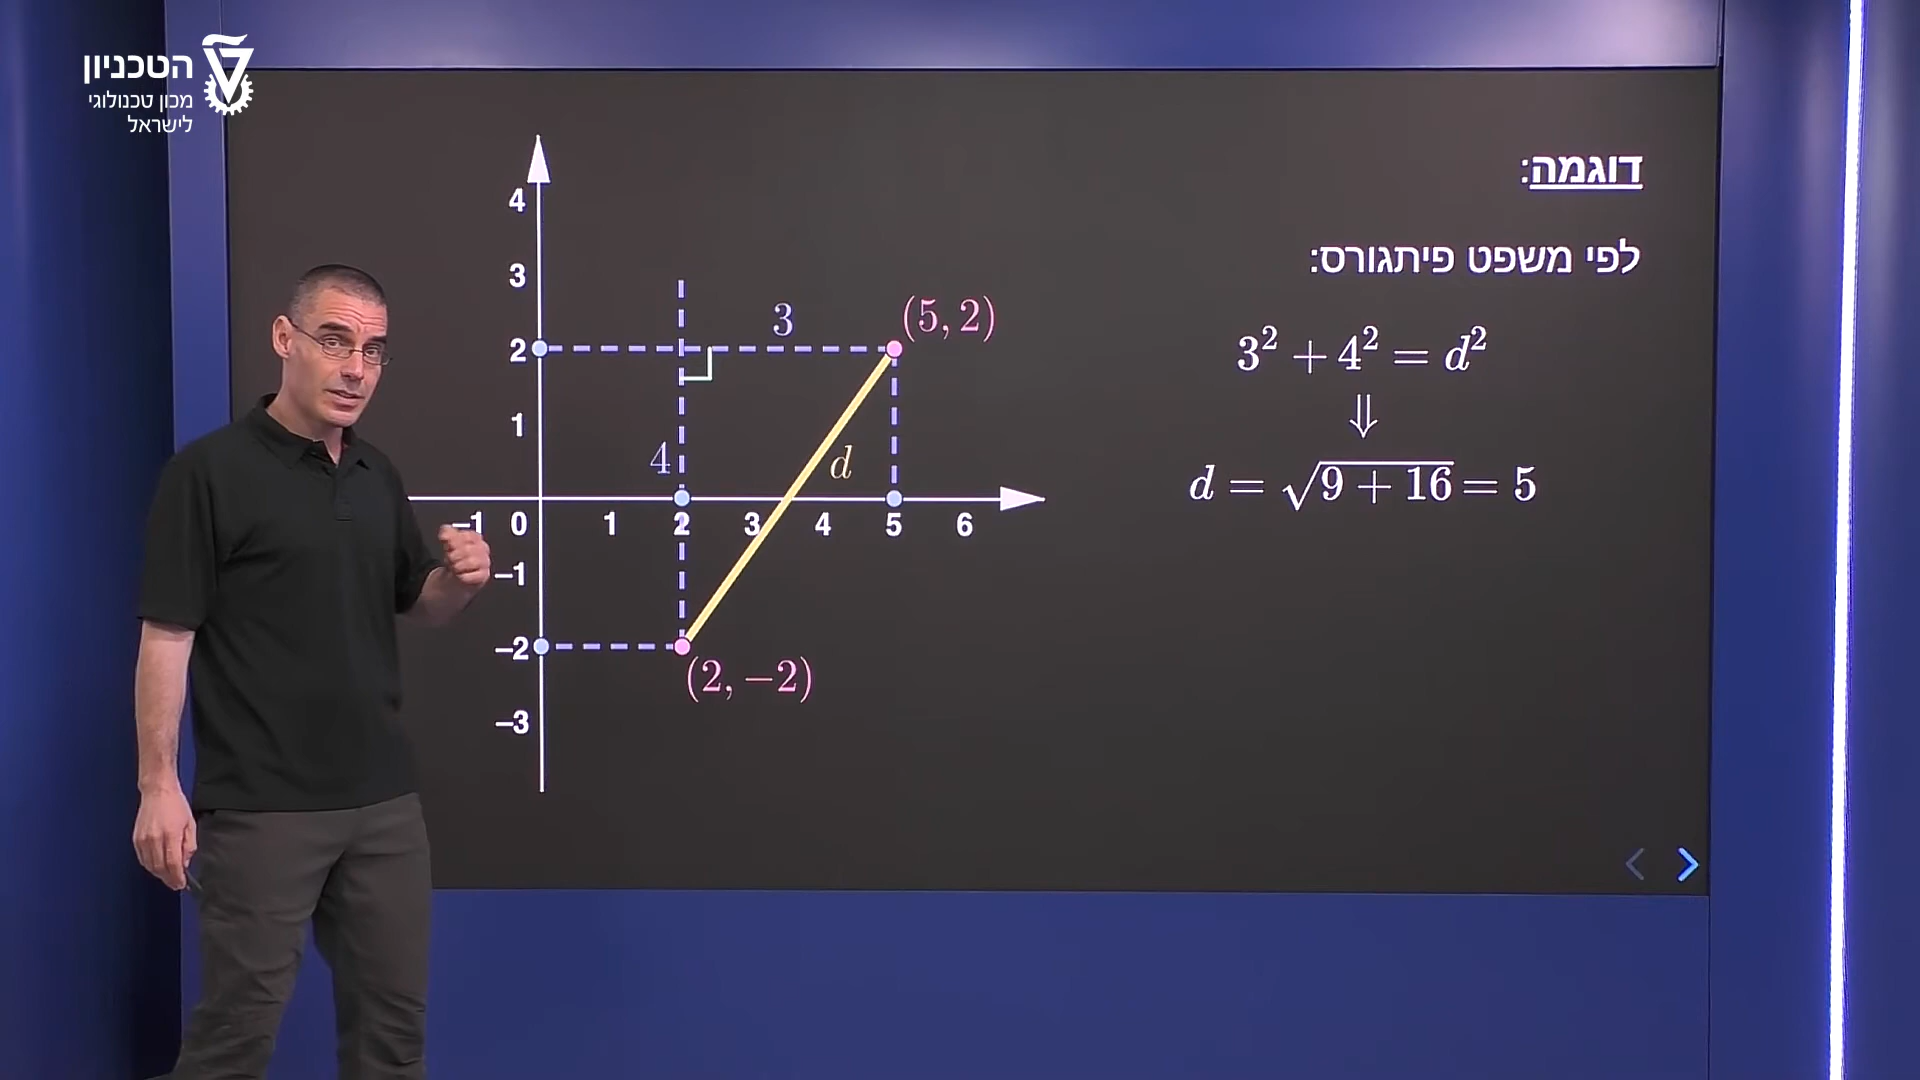 הטכניון
מכון טכנולוגי
לישראל
דוגמה:
לפי משפט פיתגורס:
3² + 4² = d²
⇓
d = √(9 + 16) = 5
4
3
2
1
–1
0
1
2
3
4
5
6
–1
–2
–3
3
(5, 2)
4
d
(2, −2)